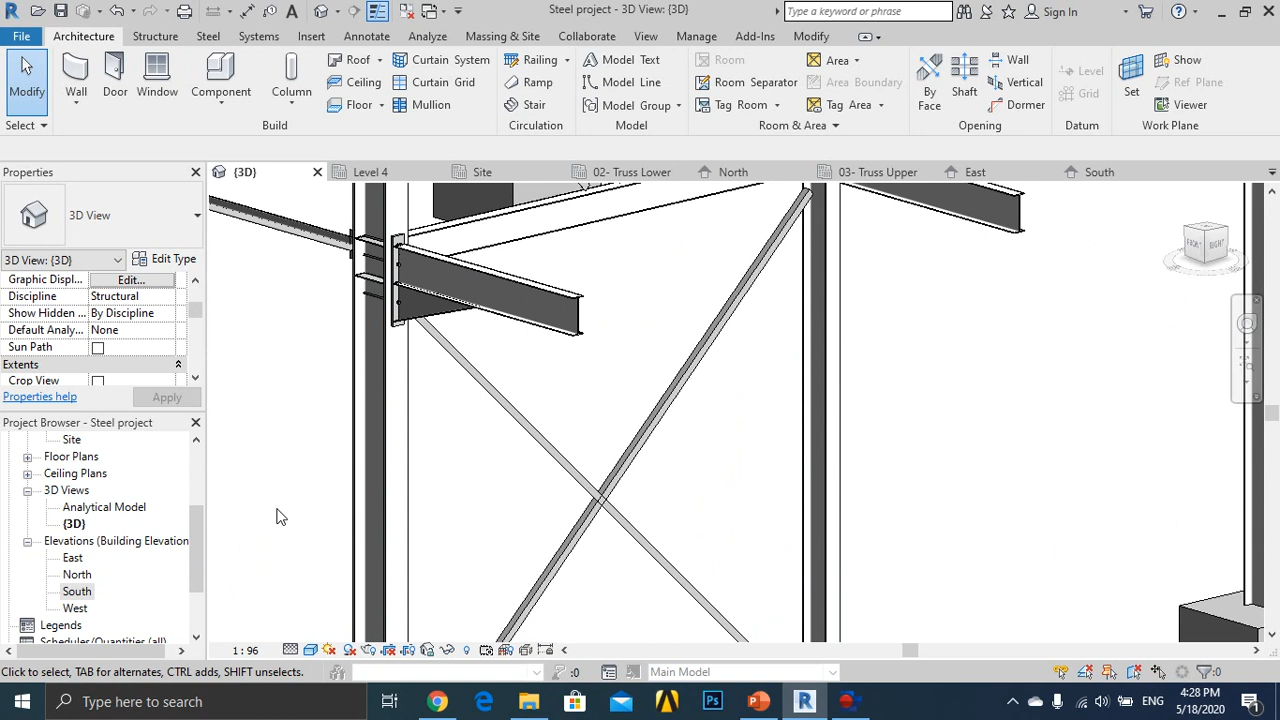 Steel project - 3D View: {3D}
Type a keyword or phrase
Sign In
File Architecture Structure Steel Systems Insert Annotate Analyze Massing & Site Collaborate View Manage Add-Ins Modify
Modify
Wall
Door
Window
Component
Column
Roof
Ceiling
Floor
Curtain System
Curtain Grid
Mullion
Railing
Ramp
Stair
Model Text
Model Line
Model Group
Room
Room Separator
Tag Room
Area
Area Boundary
Tag Area
By Face
Shaft
Wall
Vertical
Dormer
Level
Grid
Set
Show
Ref Plane
Viewer
Select
Build
Circulation
Model
Room & Area
Opening
Datum
Work Plane
Properties
{3D}
Level 4
Site
02- Truss Lower
North
03- Truss Upper
East
South
3D View
3D View: {3D}
Edit Type
Graphic Displ... Edit...
Discipline Structural
Show Hidden ... By Discipline
Default Analy... None
Sun Path
Extents
Crop View
Properties help
Apply
Project Browser - Steel project
Site
Floor Plans
Ceiling Plans
3D Views
Analytical Model
{3D}
Elevations (Building Elevation
East
North
South
West
Legends
Schedules/Quantities (all)
FRONT
RIGHT
1 : 96
Click to select, TAB for alternates, CTRL adds, SHIFT unselects.
:0
Main Model
:0
Type here to search
ENG
4:28 PM
5/18/2020